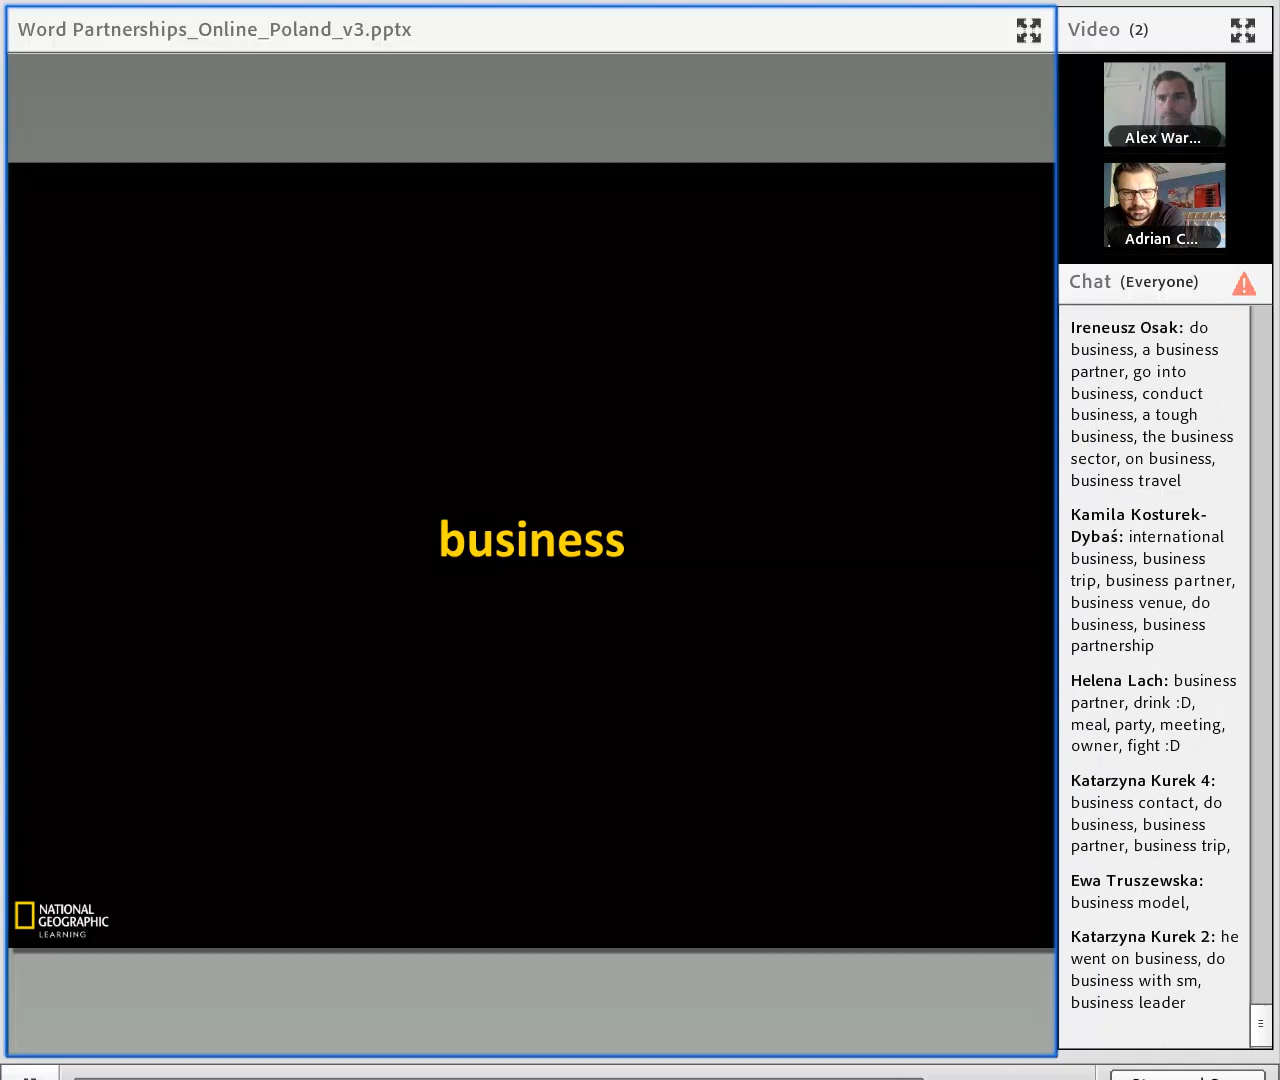 Word Partnerships_Online_Poland_v3.pptx
Video (2)
Alex War...
Adrian C...
Chat (Everyone)
Ireneusz Osak: do
business, a business
partner, go into
business, conduct
business, a tough
business, the business
sector, on business,
business travel
Kamila Kosturek-
Dybaś: international
business, business
trip, business partner,
business venue, do
business, business
partnership
Helena Lach: business
partner, drink :D,
meal, party, meeting,
owner, fight :D
Katarzyna Kurek 4:
business contact, do
business, business
partner, business trip,
Ewa Truszewska:
business model,
Katarzyna Kurek 2: he
went on business, do
business with sm,
business leader
business
NATIONAL
GEOGRAPHIC
LEARNING